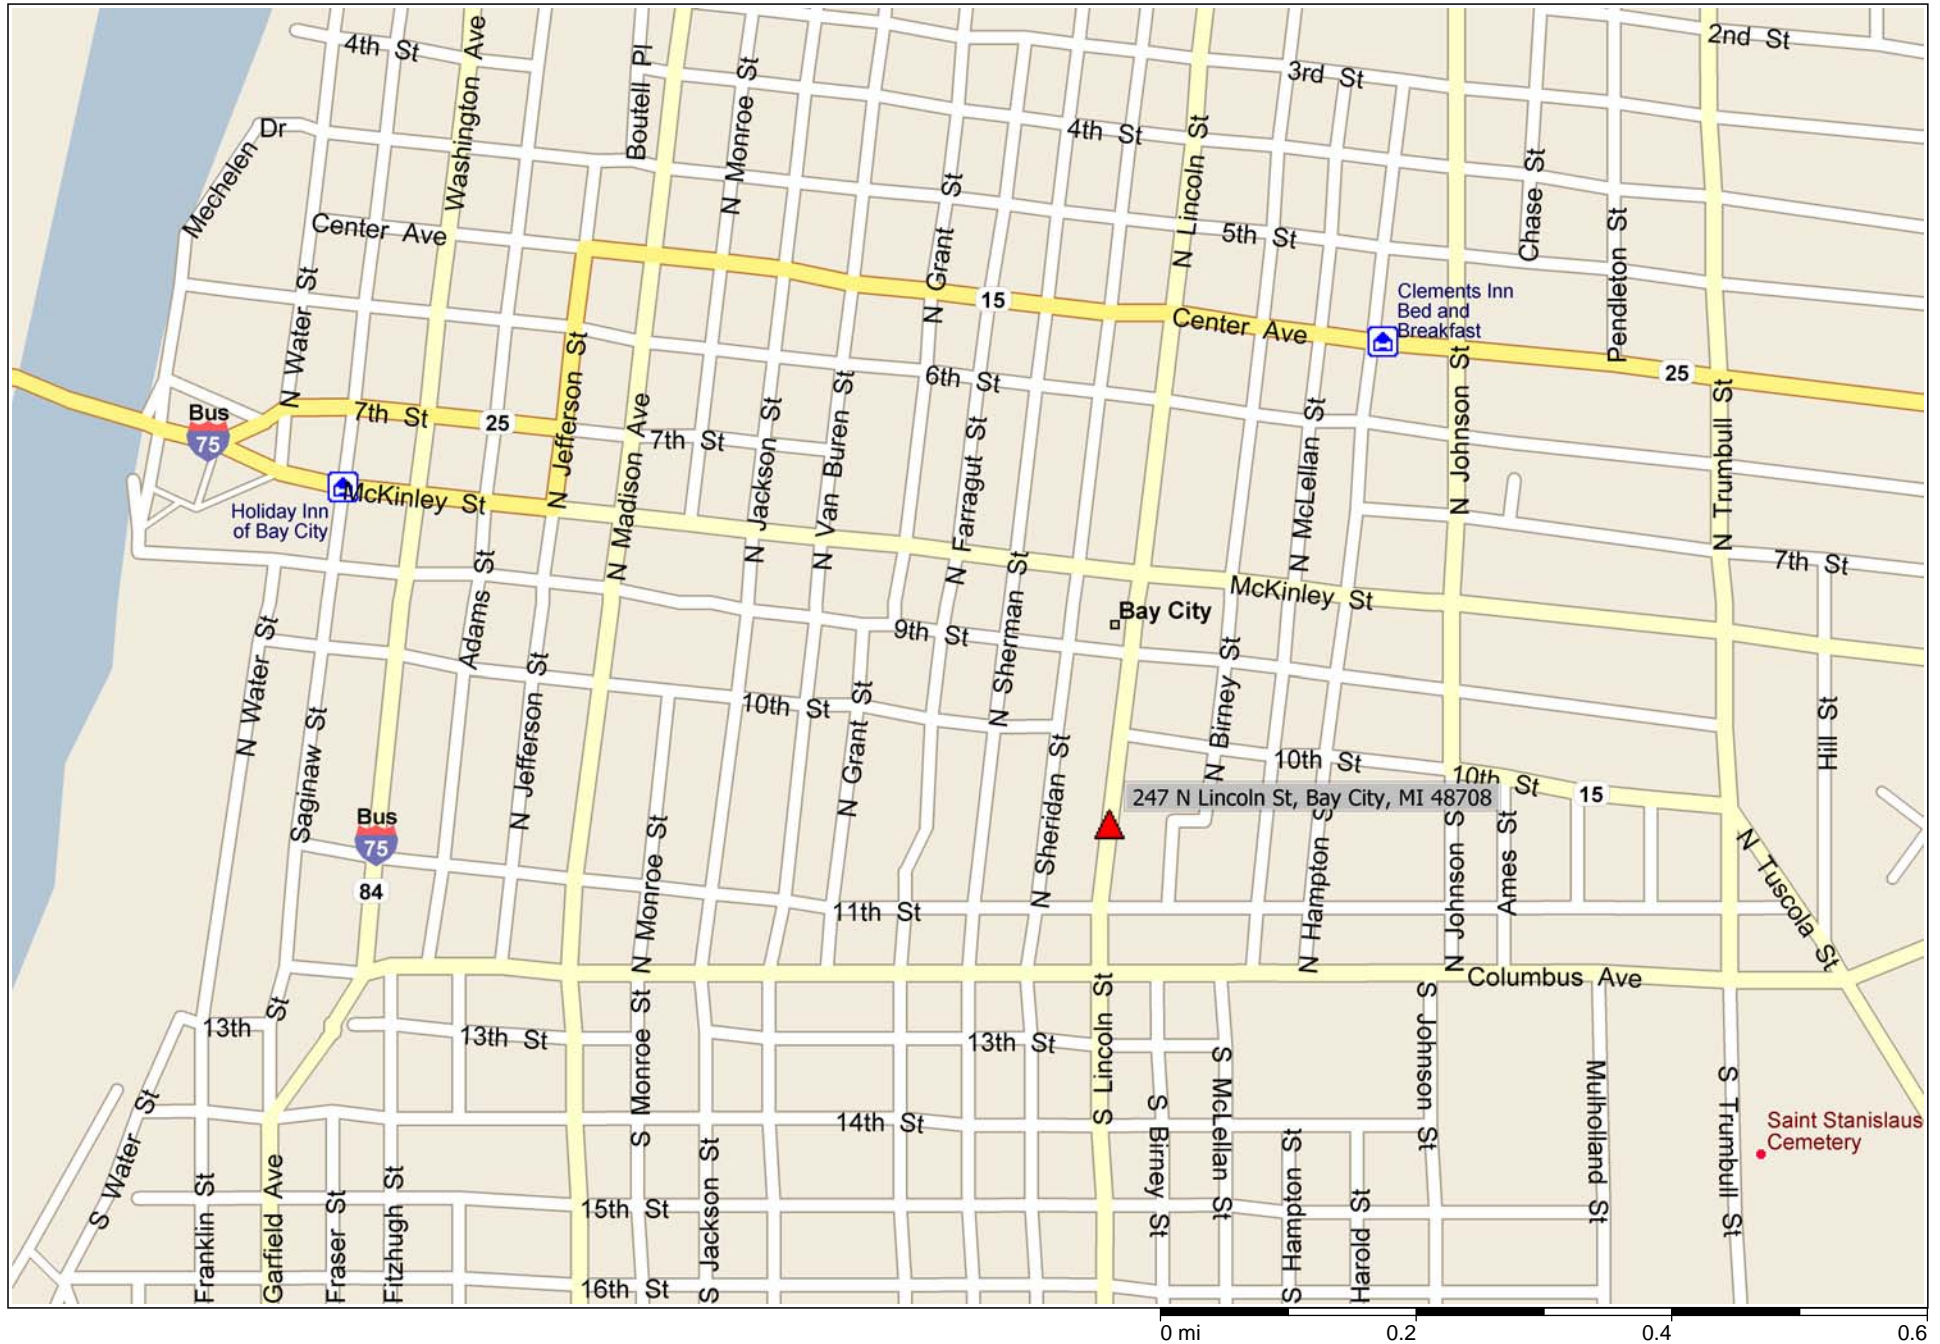 4th St
Washington Ave
Boutell Pl
N Monroe St
N Lincoln St
3rd St
2nd St
4th St
Mechelen Dr
Center Ave
N Grant St
5th St
Chase St
Pendleton St
N Water St
15
Center Ave
Clements Inn
Bed and
Breakfast
25
6th St
N Jefferson St
N Madison Ave
N Jackson St
N Van Buren St
N Farragut St
N McLellan St
N Johnson St
N Trumbull St
Bus
75
7th St
25
7th St
McKinley St
Holiday Inn
of Bay City
7th St
McKinley St
Bay City
Adams St
9th St
N Sherman St
N Water St
Saginaw St
N Jefferson St
10th St
N Grant St
N Birney St
10th St
10th St
15
Hill St
N Sheridan St
247 N Lincoln St, Bay City, MI 48708
Bus
75
84
N Monroe St
11th St
N Hampton S
N Johnson S
Ames St
N Tuscola St
Columbus Ave
13th St
13th St
S Monroe St
13th St
S Lincoln St
S Johnson St
S McLellan St
S Birney St
Mulholland St
S Trumbull St
Saint Stanislaus
Cemetery
S Water St
14th St
Franklin St
Garfield Ave
Fraser St
Fitzhugh St
15th St
S Jackson St
S Hampton St
Harold St
16th St
0 mi 0.2 0.4 0.6